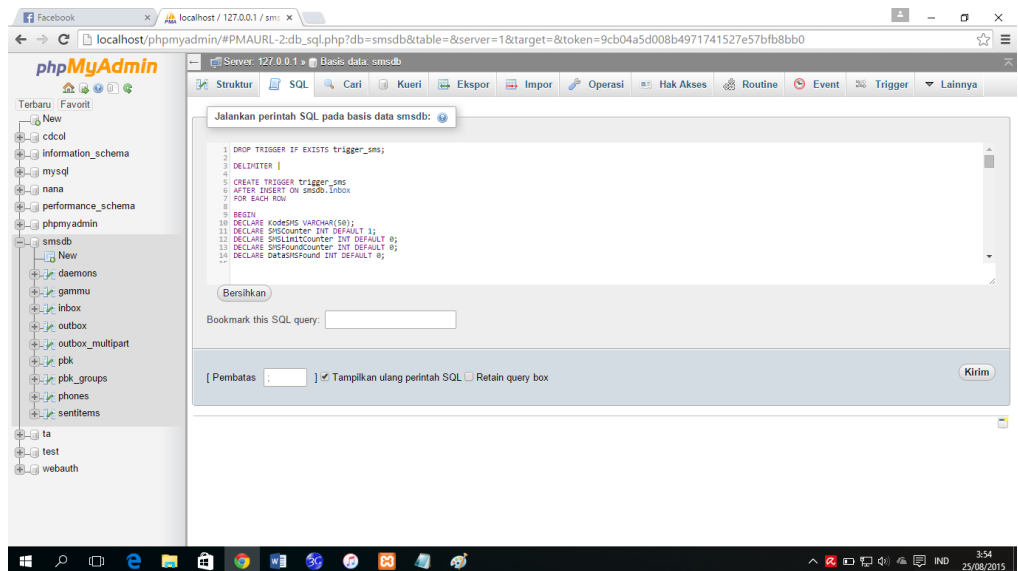 Facebook
localhost / 127.0.0.1 / sms
localhost/phpmyadmin/#PMAURL-2:db_sql.php?db=smsdb&table=&server=1&target=&token=9cb04a5d008b4971741527e57bfb8bb0
phpMyAdmin
Terbaru Favorit
New
cdcol
information_schema
mysql
nana
performance_schema
phpmyadmin
smsdb
New
daemons
gammu
inbox
outbox
outbox_multipart
pbk
pbk_groups
phones
sentitems
ta
test
webauth
Server: 127.0.0.1 » Basis data: smsdb
Struktur SQL Cari Kueri Ekspor Impor Operasi Hak Akses Routine Event Trigger Lainnya
Jalankan perintah SQL pada basis data smsdb:
1 DROP TRIGGER IF EXISTS trigger_sms;
2
3 DELIMITER |
4
5 CREATE TRIGGER trigger_sms
6 AFTER INSERT ON smsdb.inbox
7 FOR EACH ROW
8
9 BEGIN
10 DECLARE KodeSMS VARCHAR(50);
11 DECLARE SMSCounter INT DEFAULT 1;
12 DECLARE SMSLimitCounter INT DEFAULT 0;
13 DECLARE SMSFoundCounter INT DEFAULT 0;
14 DECLARE DataSMSFound INT DEFAULT 0;
Bersihkan
Bookmark this SQL query:
[ Pembatas ; ] Tampilkan ulang perintah SQL Retain query box
Kirim
IND
3:54
25/08/2015